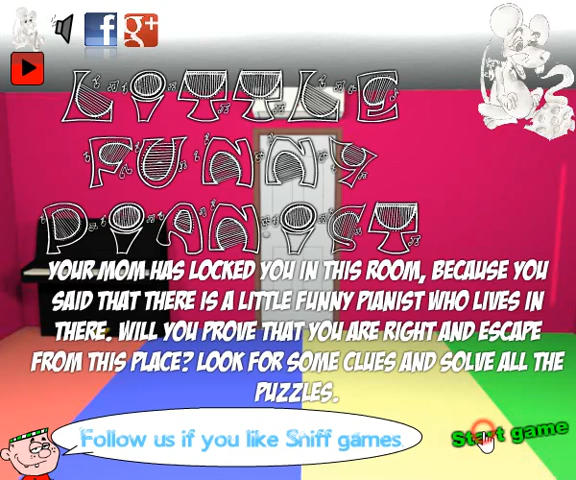 LITTLE
FUNNY
PIANIST
YOUR MOM HAS LOCKED YOU IN THIS ROOM, BECAUSE YOU
SAID THAT THERE IS A LITTLE FUNNY PIANIST WHO LIVES IN
THERE. WILL YOU PROVE THAT YOU ARE RIGHT AND ESCAPE
FROM THIS PLACE? LOOK FOR SOME CLUES AND SOLVE ALL THE
PUZZLES.
Follow us if you like Sniff games
Start game